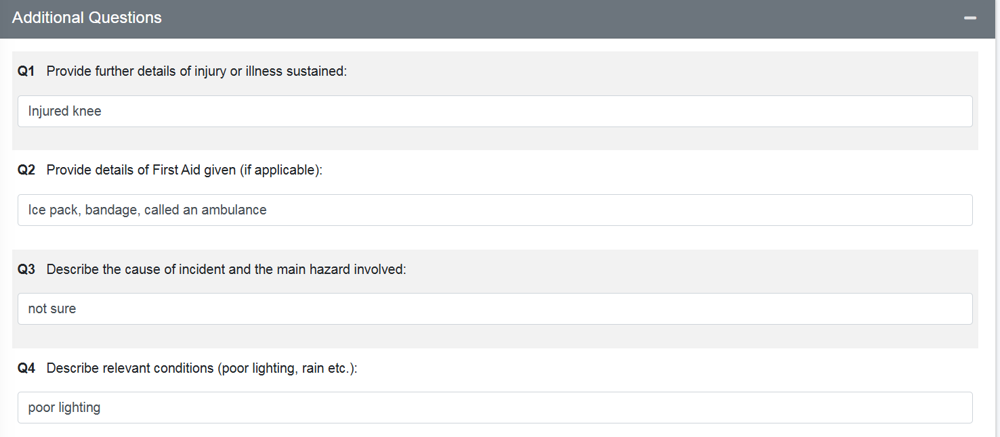 Additional Questions
Q1 Provide further details of injury or illness sustained:
Injured knee
Q2 Provide details of First Aid given (if applicable):
Ice pack, bandage, called an ambulance
Q3 Describe the cause of incident and the main hazard involved:
not sure
Q4 Describe relevant conditions (poor lighting, rain etc.):
poor lighting